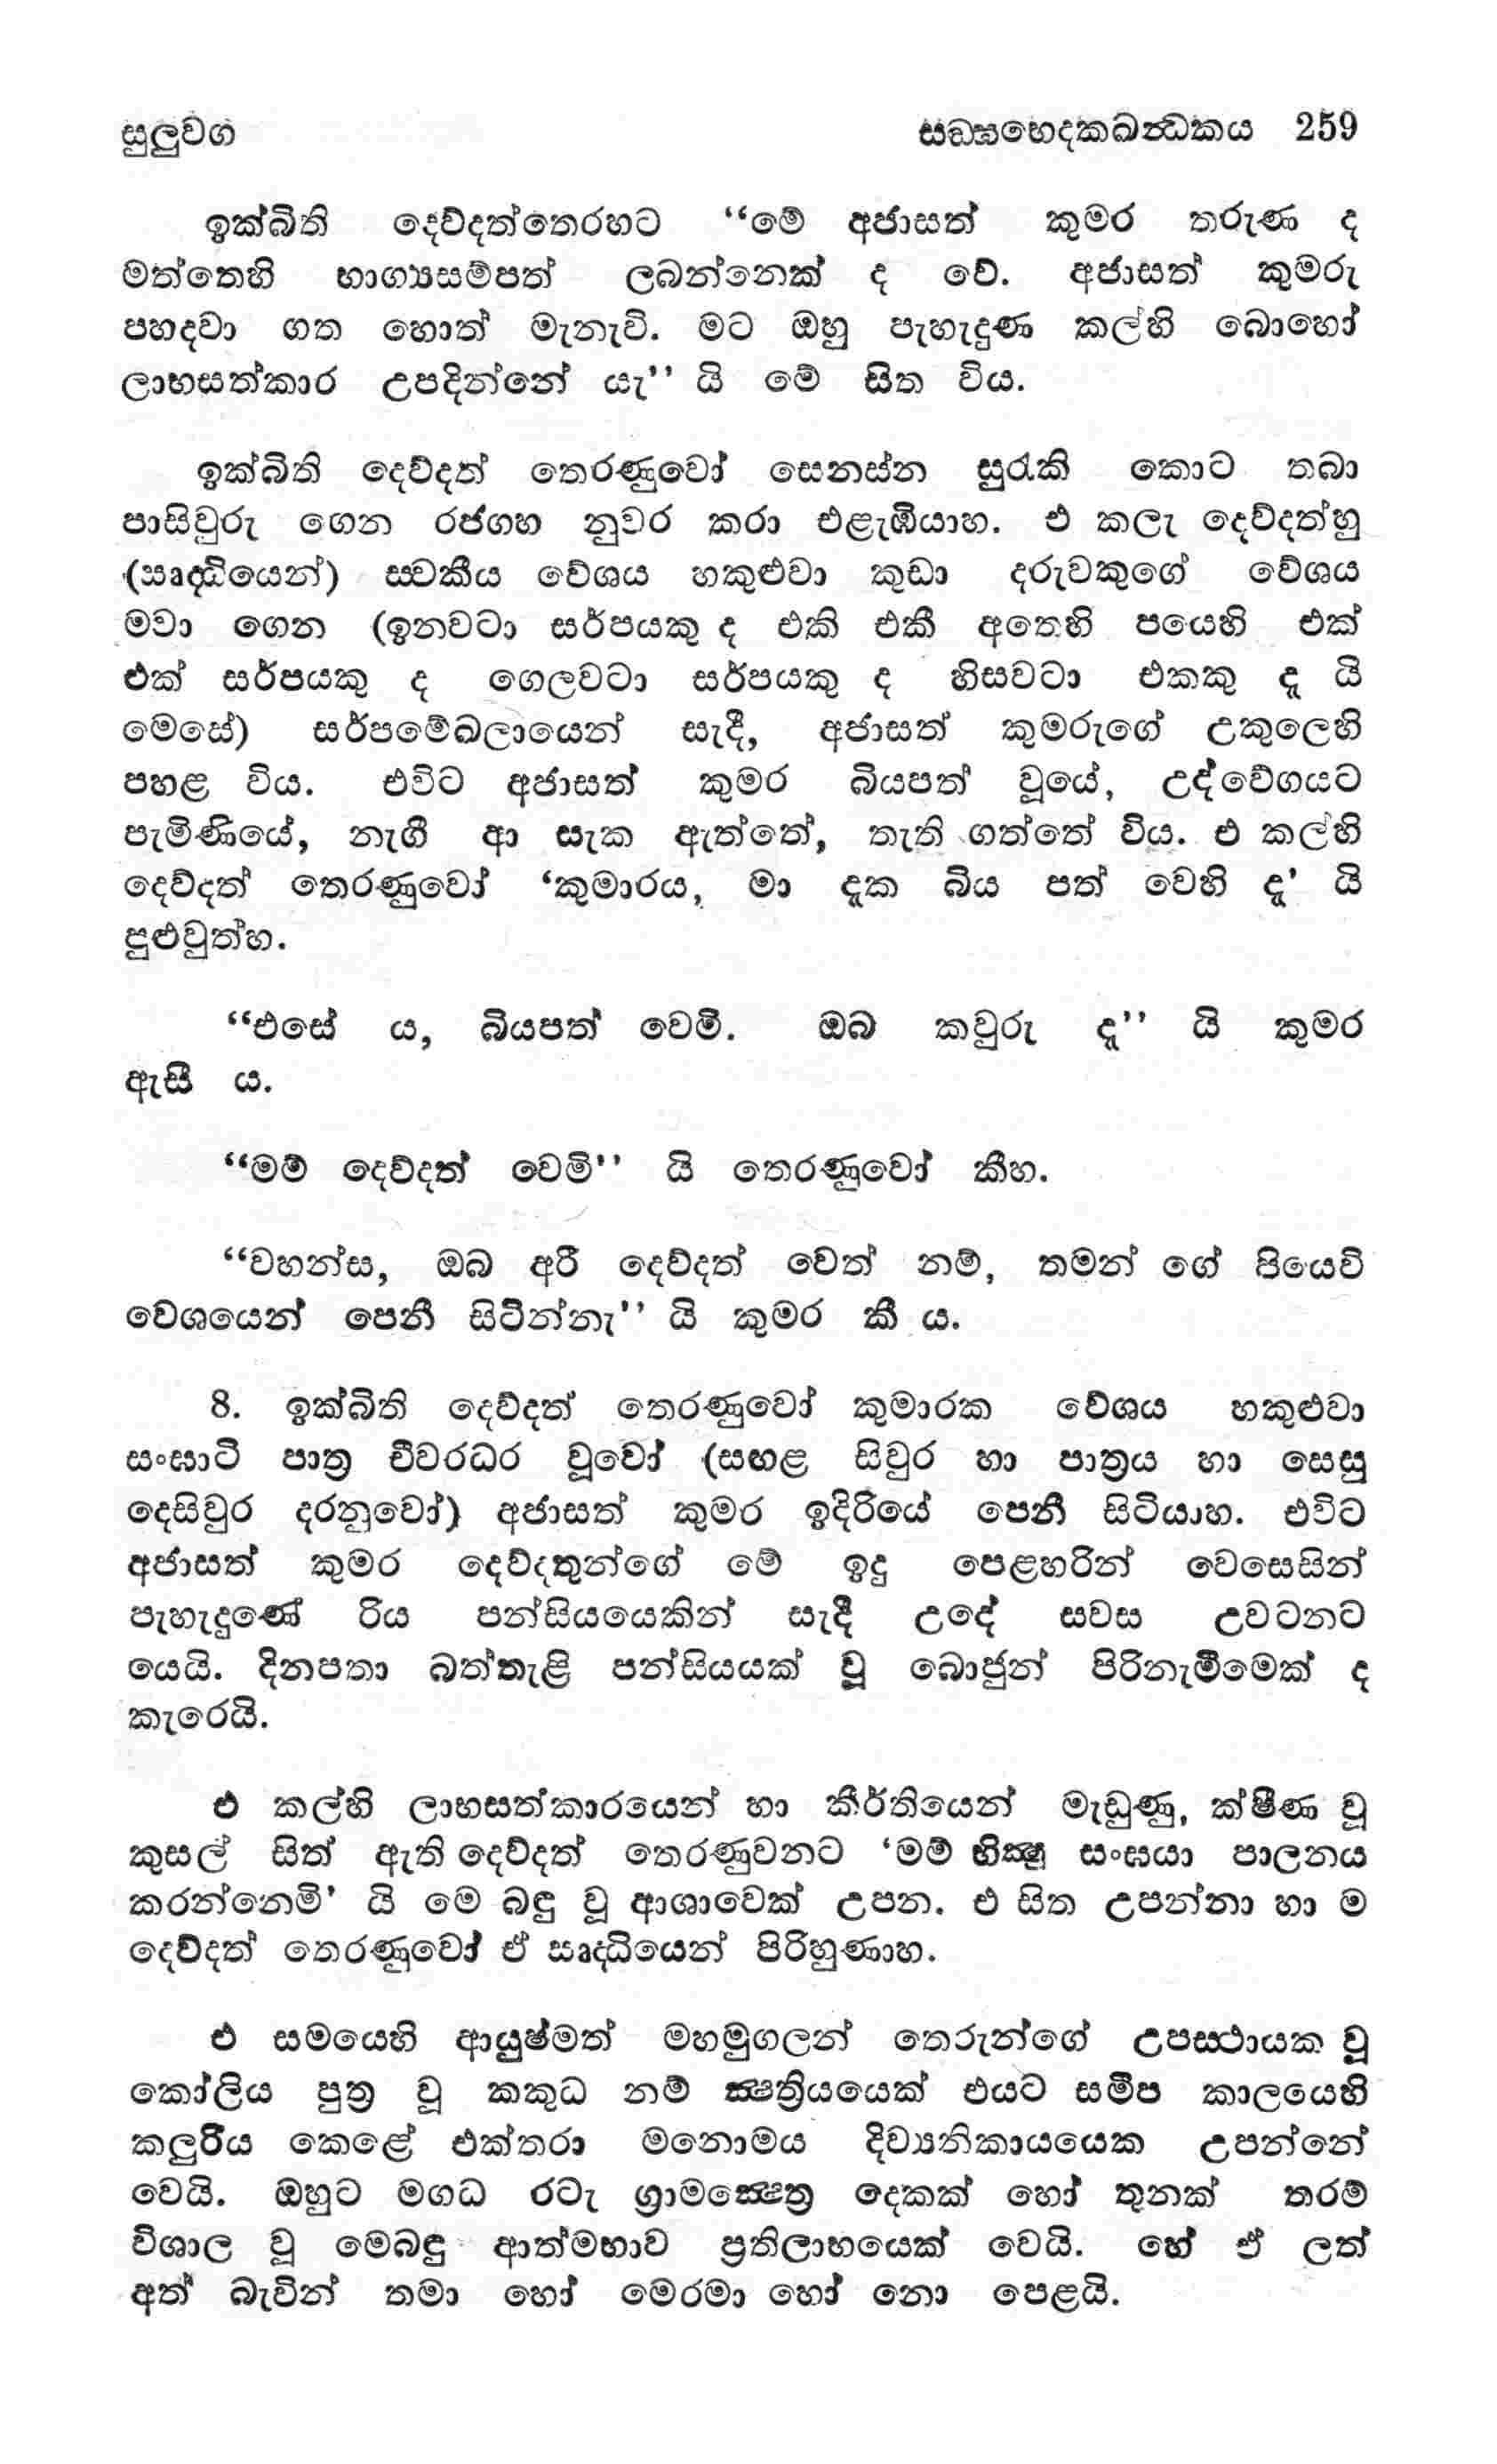 සුලුවග සඞ්ඝභෙදකඛන්ධකය 259
ඉක්බිති දෙව්දත්තෙරහට “මේ අජාසත් කුමර තරුණ ද
මත්තෙහි භාග්‍යසම්පත් ලබන්නෙක් ද වේ. අජාසත් කුමරු
පහදවා ගත හොත් මැනැවි. මට ඔහු පැහැදුණ කල්හි බොහෝ
ලාභසත්කාර උපදින්නේ යැ” යි මේ සිත විය.
ඉක්බිති දෙව්දත් තෙරණුවෝ සෙනස්න සුරැකි කොට තබා
පාසිවුරු ගෙන රජගහ නුවර කරා එළැඹියාහ. එ කලැ දෙව්දත්හු
(සෘද්ධියෙන්) ස්වකීය වේශය හකුළුවා කුඩා දරුවකුගේ වේශය
මවා ගෙන (ඉනවටා සර්පයකු ද එකි එකී අතෙහි පයෙහි එක්
එක් සර්පයකු ද ගෙලවටා සර්පයකු ද හිසවටා එකකු දැ යි
මෙසේ) සර්පමේඛලායෙන් සැදී, අජාසත් කුමරුගේ උකුලෙහි
පහළ විය. එවිට අජාසත් කුමර බියපත් වූයේ, උද්වේගයට
පැමිණියේ, නැගී ආ සැක ඇත්තේ, තැති ගත්තේ විය. එ කල්හි
දෙව්දත් තෙරණුවෝ ‘කුමාරය, මා දැක බිය පත් වෙහි දැ’ යි
පුළුවුත්හ.
“එසේ ය, බියපත් වෙමි. ඔබ කවුරු දැ” යි කුමර
ඇසී ය.
“මම් දෙව්දත් වෙමි” යි තෙරණුවෝ කීහ.
“වහන්ස, ඔබ අරී දෙව්දත් වෙත් නම්, තමන් ගේ පියෙවි
වෙශයෙන් පෙනී සිටින්නැ” යි කුමර කී ය.
8. ඉක්බිති දෙව්දත් තෙරණුවෝ කුමාරක වේශය හකුළුවා
සංඝාටි පාත්‍ර චීවරධර වූවෝ (සඟළ සිවුර හා පාත්‍රය හා සෙසු
දෙසිවුර දරනුවෝ) අජාසත් කුමර ඉදිරියේ පෙනී සිටියාහ. එවිට
අජාසත් කුමර දෙව්දතුන්ගේ මේ ඉදු පෙළහරින් වෙසෙසින්
පැහැදුණේ රිය පන්සියයෙකින් සැදී උදේ සවස උවටනට
යෙයි. දිනපතා බත්තැළි පන්සියයක් වූ බොජුන් පිරිනැමීමෙක් ද
කැරෙයි.
එ කල්හි ලාභසත්කාරයෙන් හා කීර්තියෙන් මැඩුණු, ක්ෂීණ වූ
කුසල් සිත් ඇති දෙව්දත් තෙරණුවනට ‘මම් භික්ෂු සංඝයා පාලනය
කරන්නෙමි’ යි මෙ බඳු වූ ආශාවෙක් උපන. එ සිත උපන්නා හා ම
දෙව්දත් තෙරණුවෝ ඒ සෘද්ධියෙන් පිරිහුණාහ.
එ සමයෙහි ආයුෂ්මත් මහමුගලන් තෙරුන්ගේ උපස්ථායක වූ
කෝලිය පුත්‍ර වූ කකුධ නම් ක්ෂත්‍රියයෙක් එයට සමීප කාලයෙහි
කලුරිය කෙළේ එක්තරා මනොමය දිව්‍යනිකායයෙක උපන්නේ
වෙයි. ඔහුට මගධ රටැ ග්‍රාමක්ෂෙත්‍ර දෙකක් හෝ තුනක් තරම්
විශාල වූ මෙබඳු ආත්මභාව ප්‍රතිලාභයෙක් වෙයි. හේ ඒ ලත්
අත් බැවින් තමා හෝ මෙරමා හෝ නො පෙළයි.